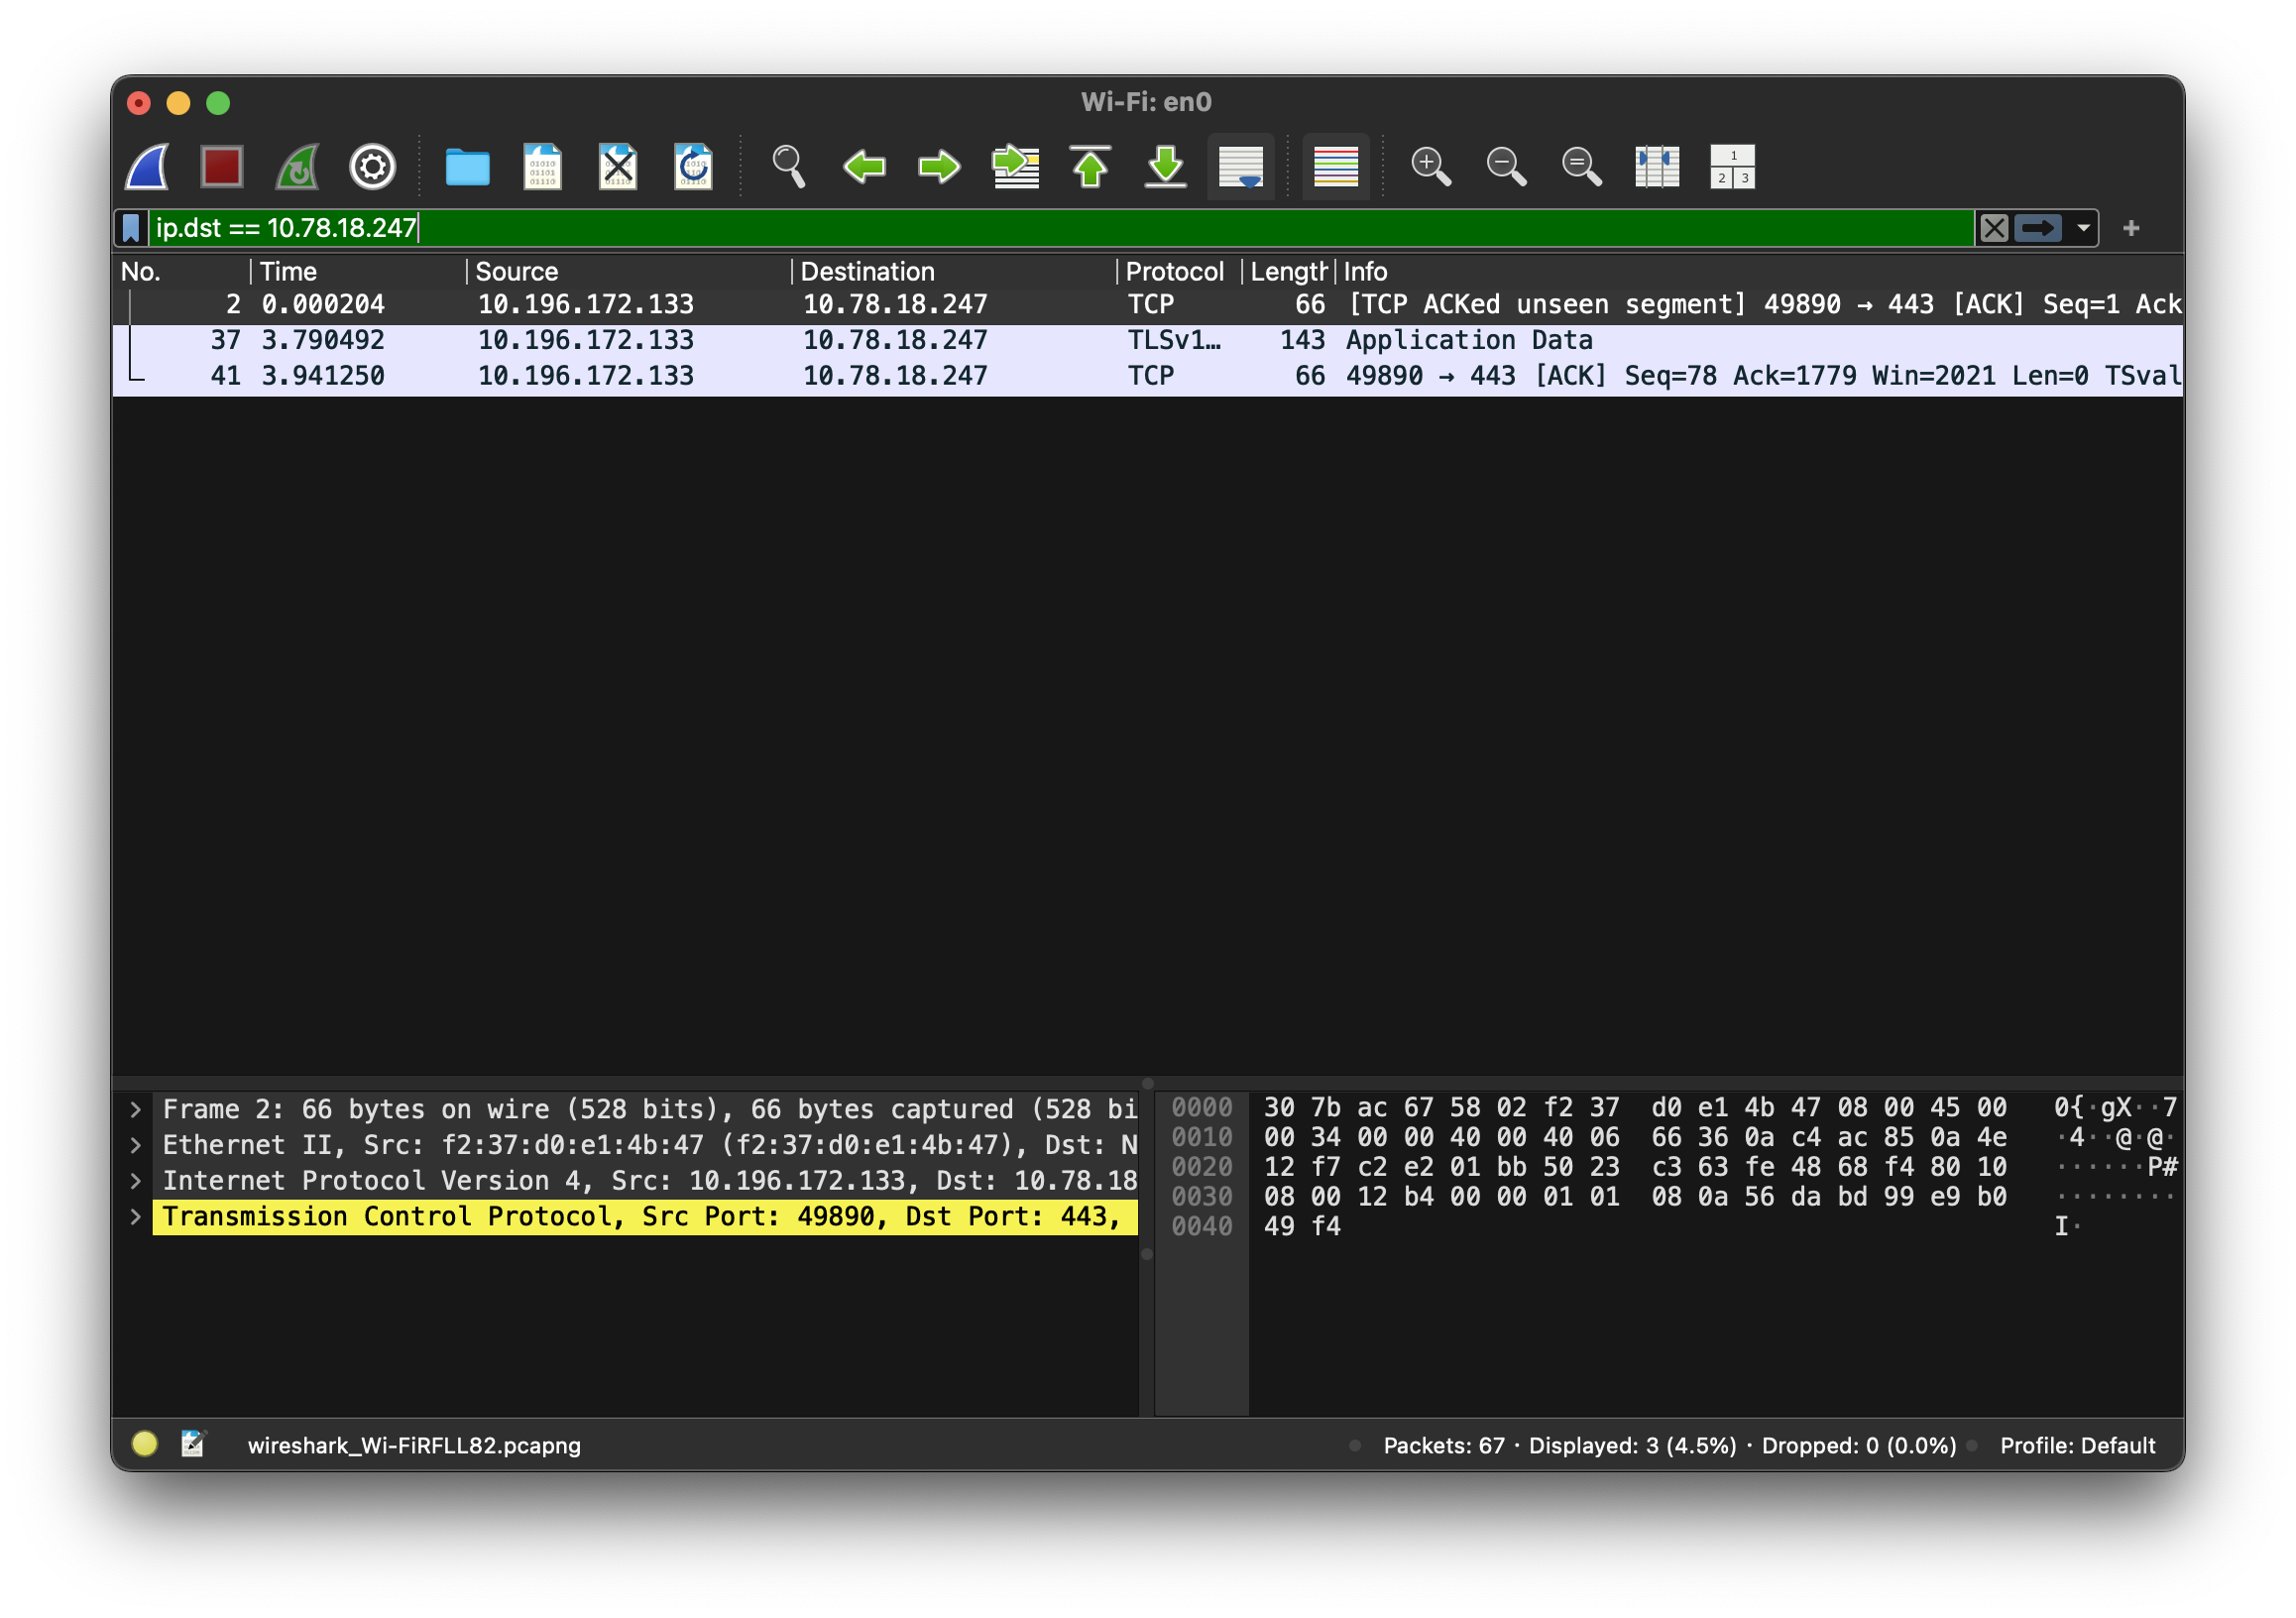 Wi-Fi: en0
ip.dst == 10.78.18.247
No. Time Source Destination Protocol Length Info
2 0.000204 10.196.172.133 10.78.18.247 TCP 66 [TCP ACKed unseen segment] 49890 → 443 [ACK] Seq=1 Ack
37 3.790492 10.196.172.133 10.78.18.247 TLSv1… 143 Application Data
41 3.941250 10.196.172.133 10.78.18.247 TCP 66 49890 → 443 [ACK] Seq=78 Ack=1779 Win=2021 Len=0 TSval
Frame 2: 66 bytes on wire (528 bits), 66 bytes captured (528 bi
Ethernet II, Src: f2:37:d0:e1:4b:47 (f2:37:d0:e1:4b:47), Dst: N
Internet Protocol Version 4, Src: 10.196.172.133, Dst: 10.78.18
Transmission Control Protocol, Src Port: 49890, Dst Port: 443,
0000 30 7b ac 67 58 02 f2 37 d0 e1 4b 47 08 00 45 00 0{·gX··7
0010 00 34 00 00 40 00 40 06 66 36 0a c4 ac 85 0a 4e ·4··@·@·
0020 12 f7 c2 e2 01 bb 50 23 c3 63 fe 48 68 f4 80 10 ······P#
0030 08 00 12 b4 00 00 01 01 08 0a 56 da bd 99 e9 b0 ········
0040 49 f4 I·
wireshark_Wi-FiRFLL82.pcapng
Packets: 67 · Displayed: 3 (4.5%) · Dropped: 0 (0.0%)
Profile: Default